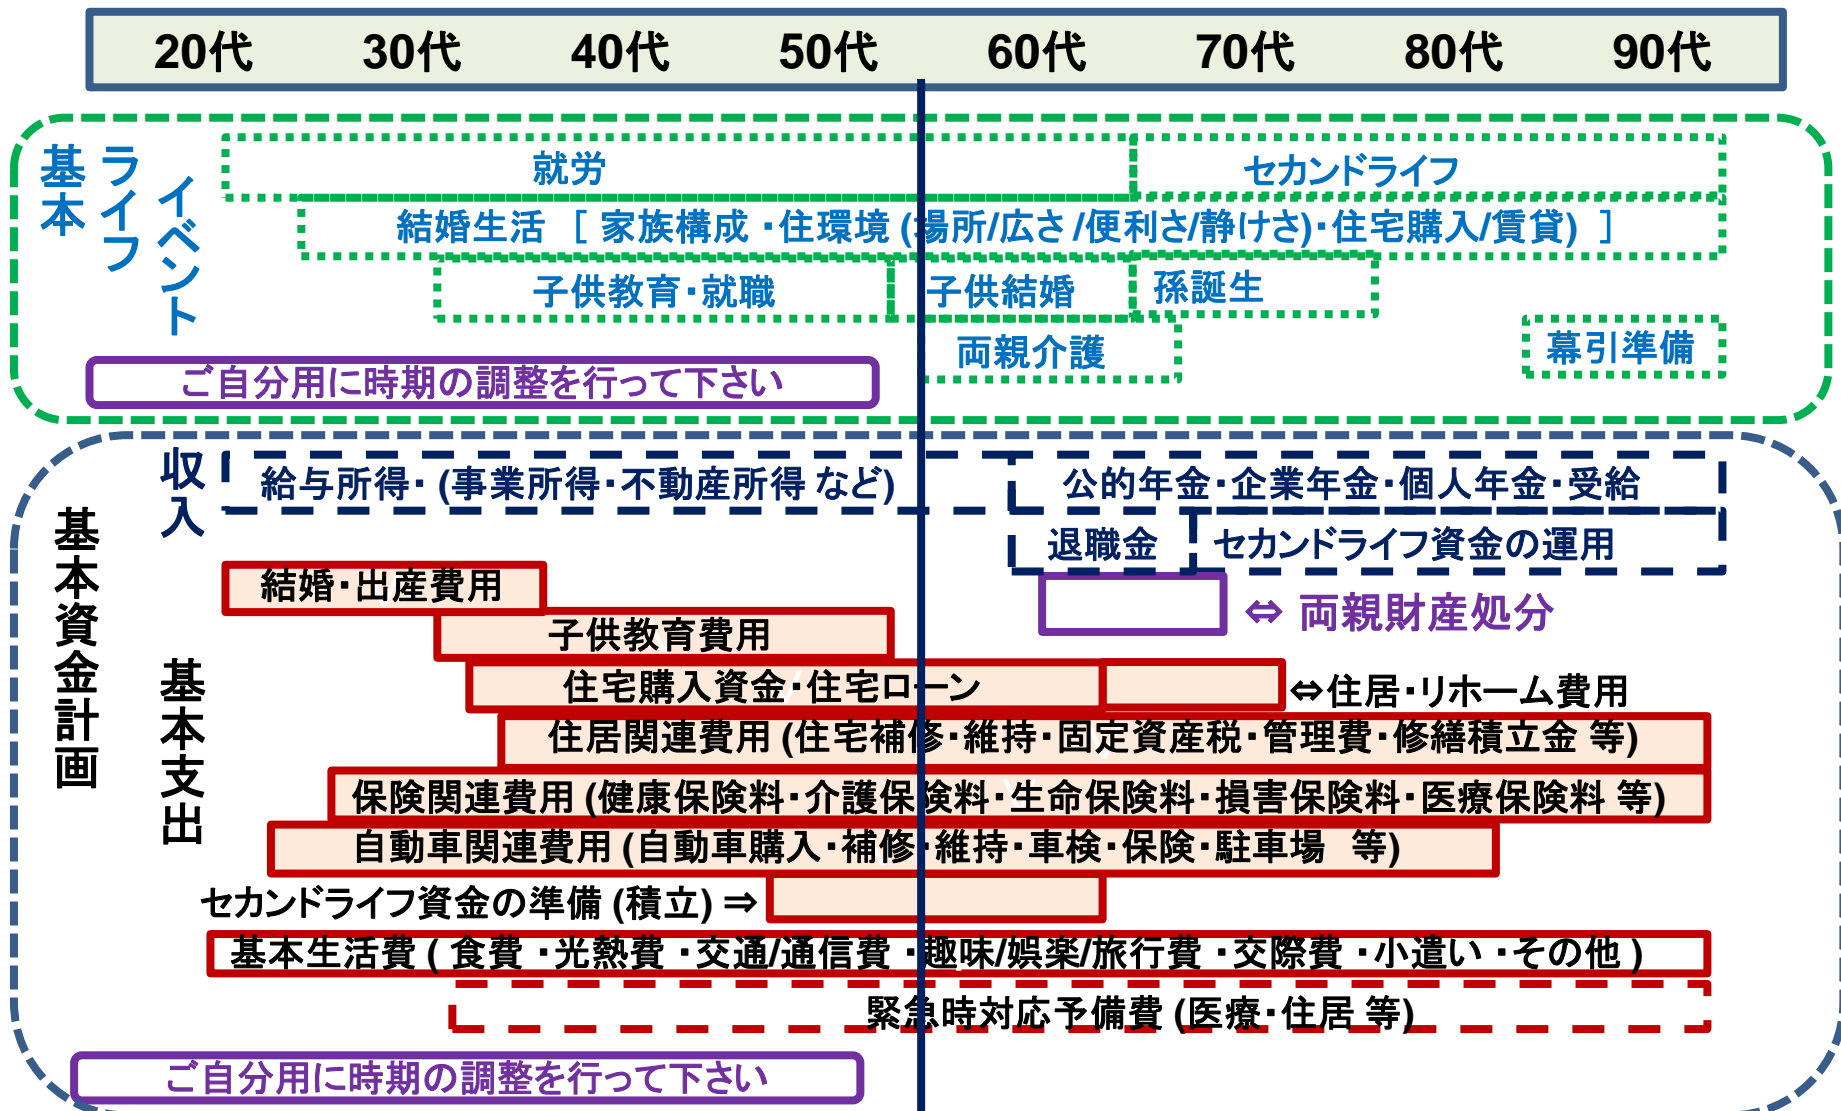 20代 30代 40代 50代 60代 70代 80代 90代
基本
ライフ
イベント
就労
セカンドライフ
結婚生活 [ 家族構成 ・住環境 (場所/広さ /便利さ/静けさ)・住宅購入/賃貸) ]
子供教育・就職
子供結婚
孫誕生
両親介護
幕引準備
ご自分用に時期の調整を行って下さい
基本資金計画
収入
給与所得・ (事業所得・不動産所得 など)
公的年金・企業年金・個人年金・受給
退職金
セカンドライフ資金の運用
⇔ 両親財産処分
基本支出
結婚・出産費用
子供教育費用
住宅購入資金・住宅ローン
⇔住居・リホーム費用
住居関連費用 (住宅補修・維持・固定資産税・管理費・修繕積立金 等)
保険関連費用 (健康保険料・介護保険料・生命保険料・損害保険料・医療保険料 等)
自動車関連費用 (自動車購入・補修・維持・車検・保険・駐車場 等)
セカンドライフ資金の準備 (積立) ⇒
基本生活費 ( 食費 ・光熱費 ・交通/通信費 ・趣味/娯楽/旅行費 ・交際費 ・小遣い ・その他 )
緊急時対応予備費 (医療・住居 等)
ご自分用に時期の調整を行って下さい